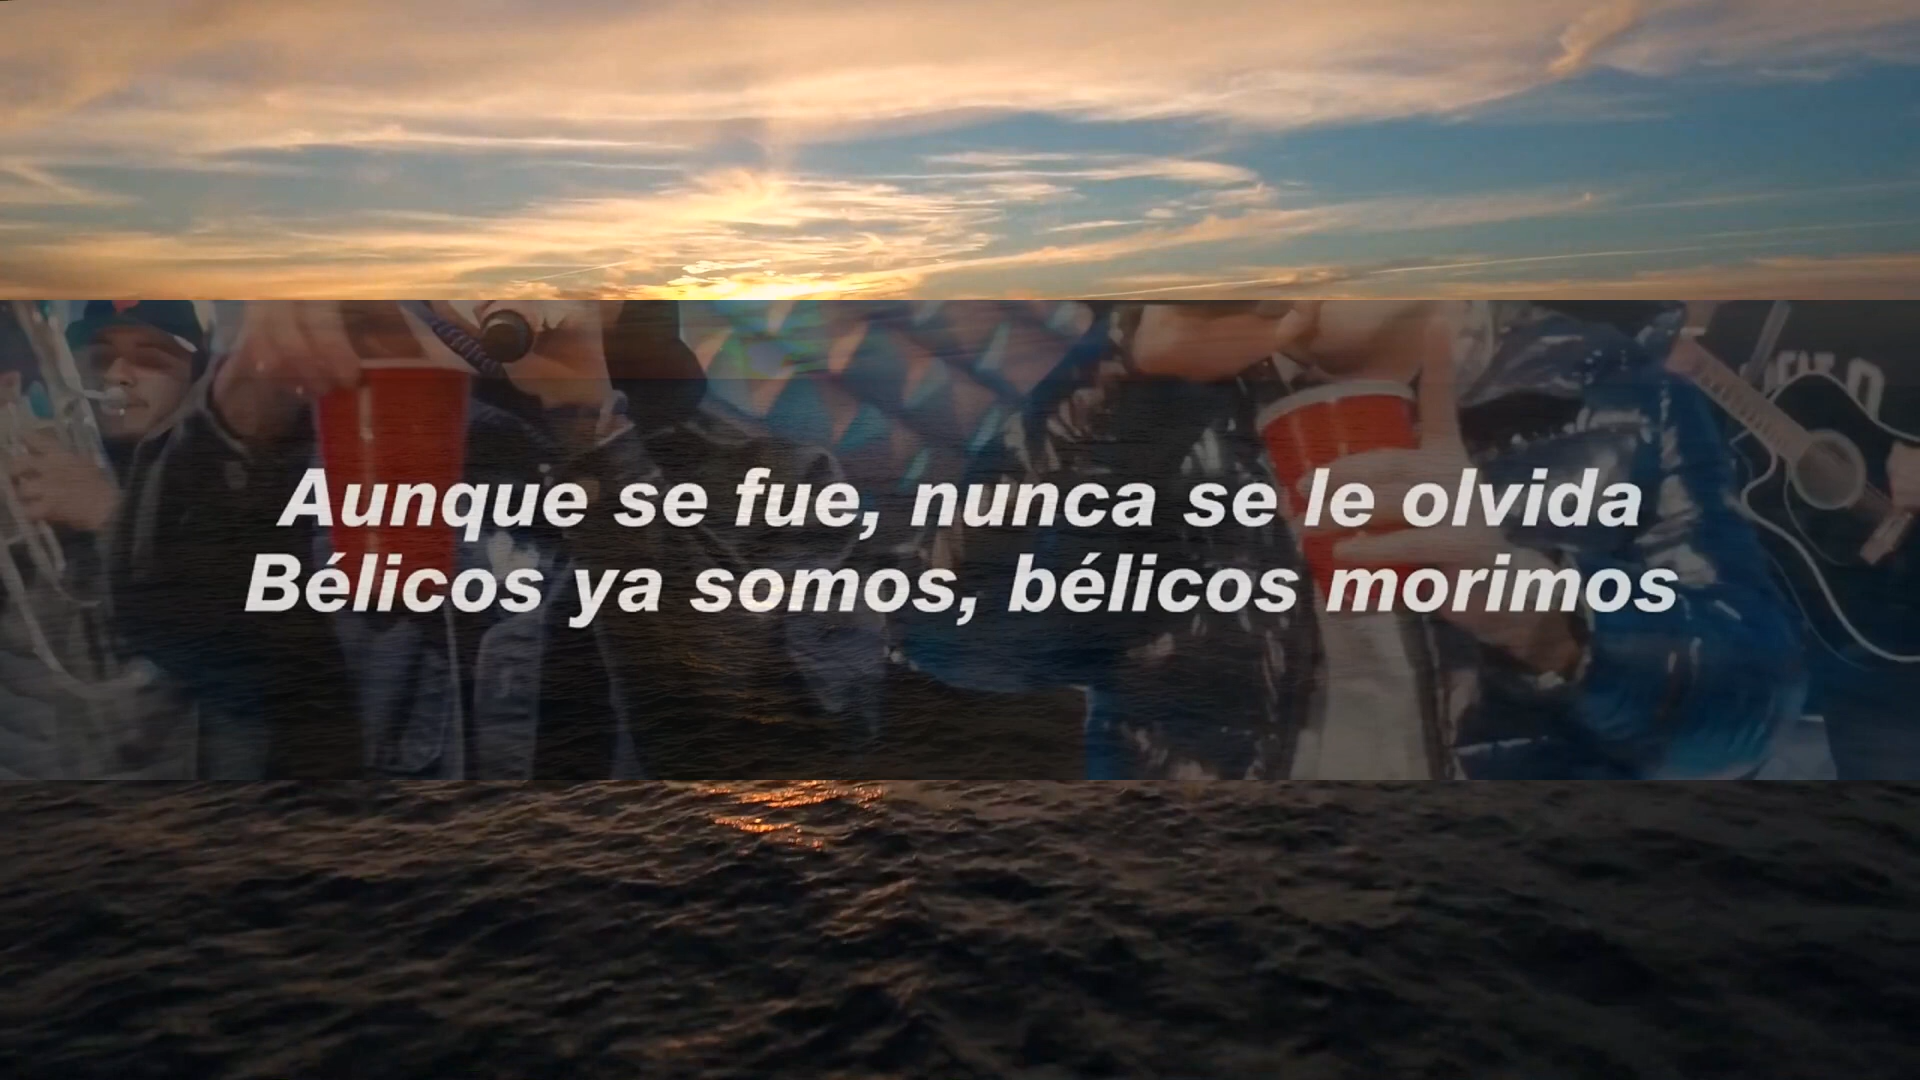 Aunque se fue, nunca se le olvida
Bélicos ya somos, bélicos morimos